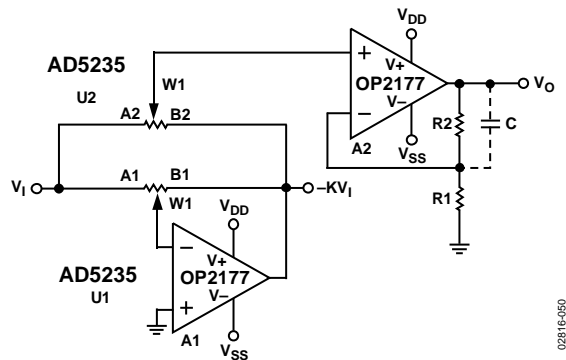 V_DD
AD5235
U2
W1
+
V+
OP2177
−
V−
A2
V_SS
V_O
R2
C
R1
A2
B2
V_I
A1
B1
W1
−KV_I
V_DD
AD5235
U1
−
V+
OP2177
+
V−
A1
V_SS
02816-050